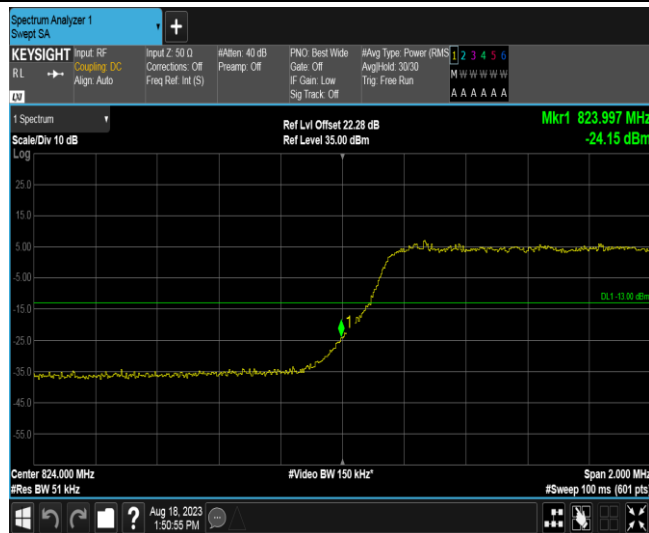 Spectrum Analyzer 1
Swept SA
KEYSIGHT
RL
LXI
Input: RF
Coupling: DC
Align: Auto
Input Z: 50 Ω
Corrections: Off
Freq Ref: Int (S)
#Atten: 40 dB
Preamp: Off
PNO: Best Wide
Gate: Off
IF Gain: Low
Sig Track: Off
#Avg Type: Power (RMS
Avg|Hold: 30/30
Trig: Free Run
1 2 3 4 5 6
M W W W W W
A A A A A A
1 Spectrum
Scale/Div 10 dB
Ref Lvl Offset 22.28 dB
Ref Level 35.00 dBm
Mkr1 823.997 MHz
-24.15 dBm
Log
25.0
15.0
5.00
-5.00
DL1 -13.00 dBm
-15.0
1
-25.0
-35.0
-45.0
-55.0
Center 824.000 MHz
#Video BW 150 kHz*
Span 2.000 MHz
#Res BW 51 kHz
#Sweep 100 ms (601 pts)
?
Aug 18, 2023
1:50:55 PM